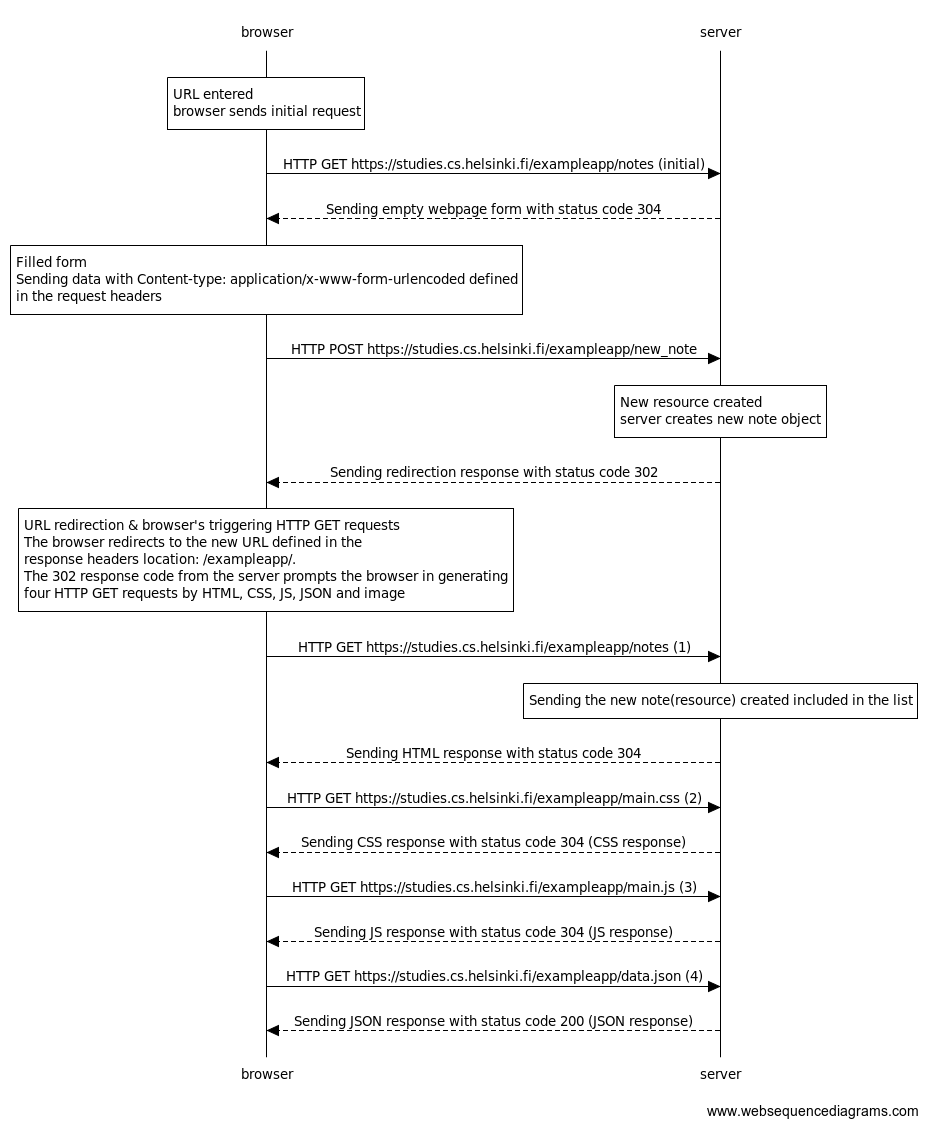 browser
server
URL entered
browser sends initial request
HTTP GET https://studies.cs.helsinki.fi/exampleapp/notes (initial)
Sending empty webpage form with status code 304
Filled form
Sending data with Content-type: application/x-www-form-urlencoded defined
in the request headers
HTTP POST https://studies.cs.helsinki.fi/exampleapp/new_note
New resource created
server creates new note object
Sending redirection response with status code 302
URL redirection & browser's triggering HTTP GET requests
The browser redirects to the new URL defined in the
response headers location: /exampleapp/.
The 302 response code from the server prompts the browser in generating
four HTTP GET requests by HTML, CSS, JS, JSON and image
HTTP GET https://studies.cs.helsinki.fi/exampleapp/notes (1)
Sending the new note(resource) created included in the list
Sending HTML response with status code 304
HTTP GET https://studies.cs.helsinki.fi/exampleapp/main.css (2)
Sending CSS response with status code 304 (CSS response)
HTTP GET https://studies.cs.helsinki.fi/exampleapp/main.js (3)
Sending JS response with status code 304 (JS response)
HTTP GET https://studies.cs.helsinki.fi/exampleapp/data.json (4)
Sending JSON response with status code 200 (JSON response)
browser
server
www.websequencediagrams.com